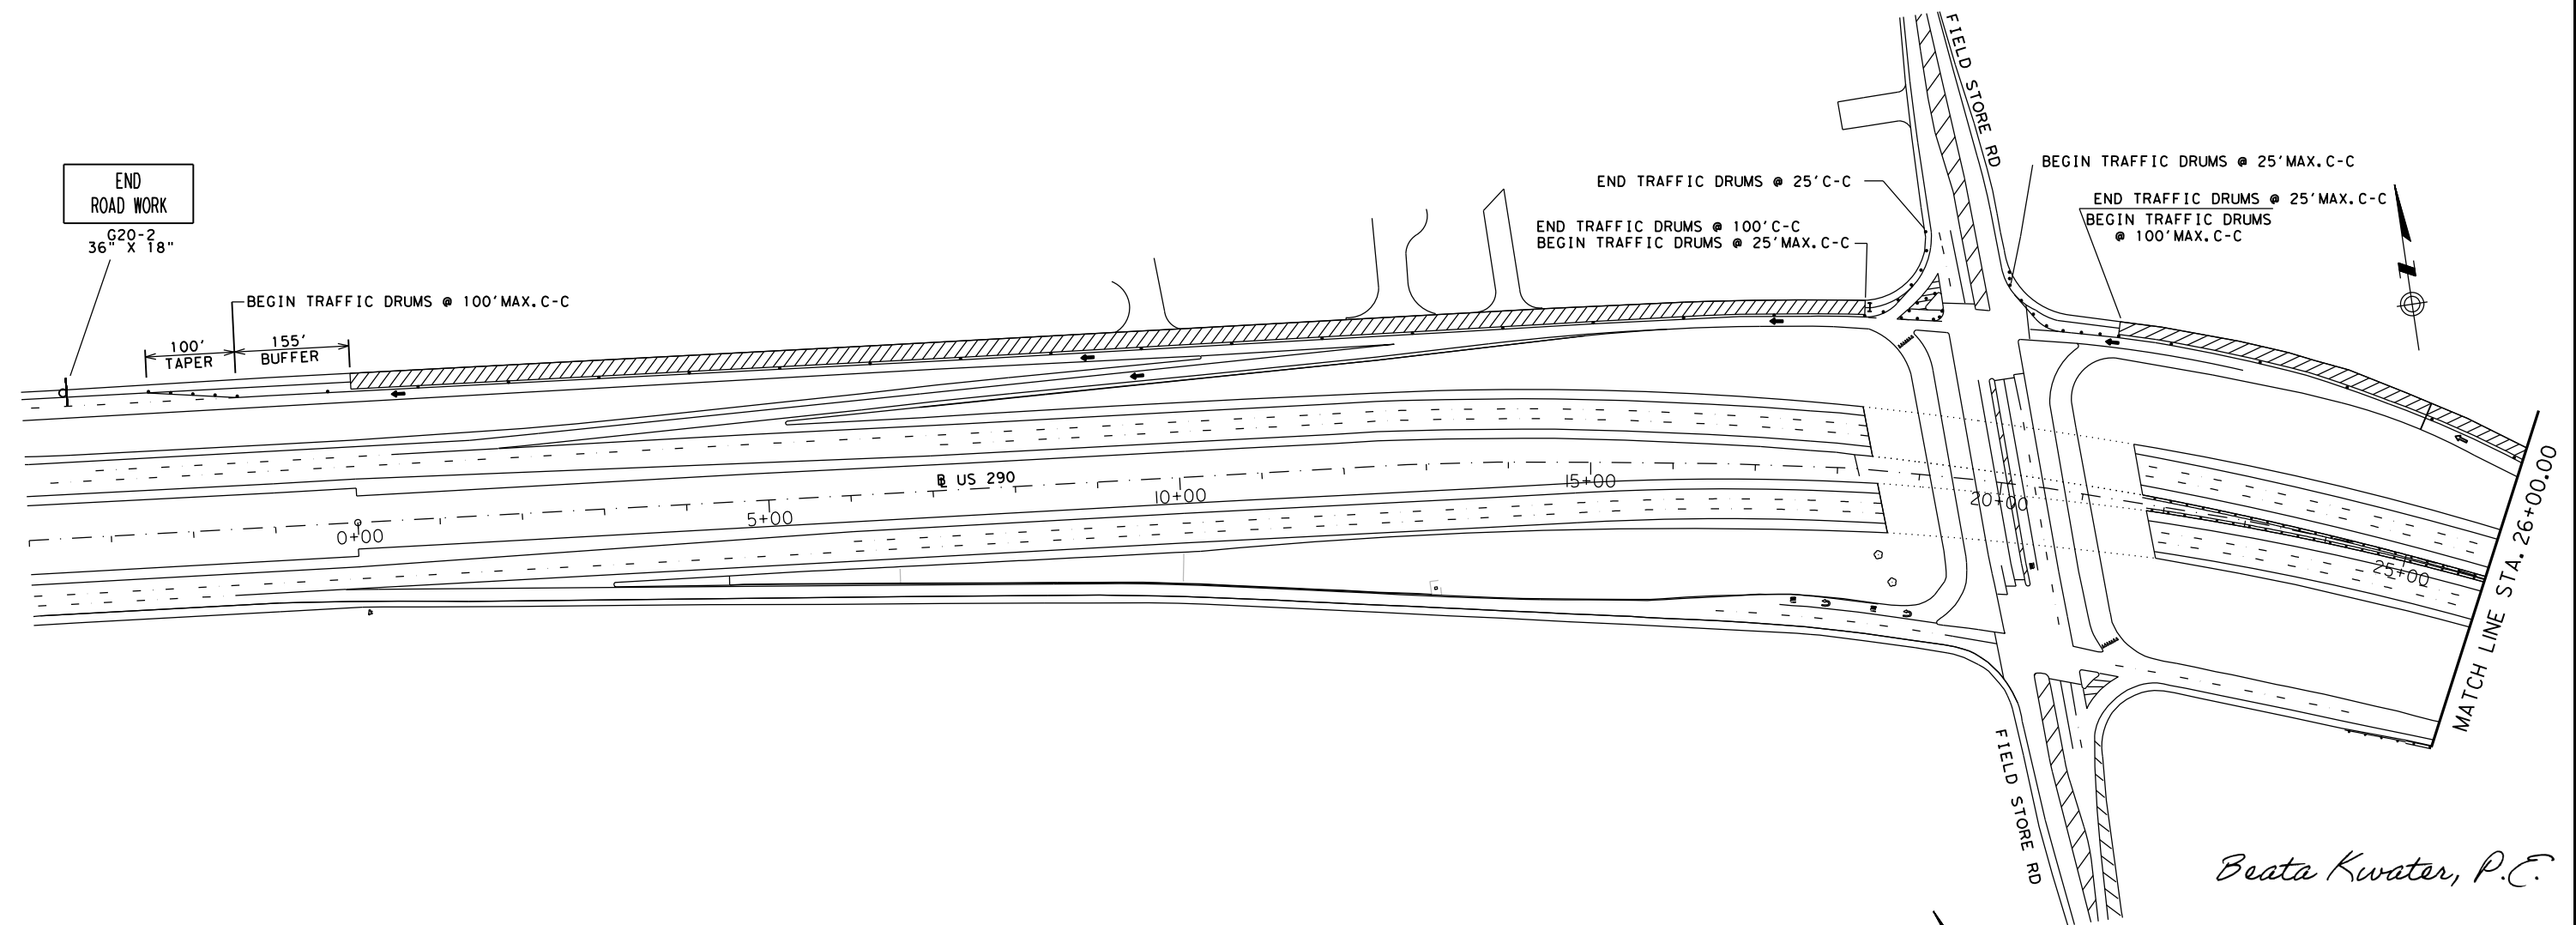 FIELD STORE RD
END
ROAD WORK
G20-2
36" X 18"
BEGIN TRAFFIC DRUMS @ 100'MAX.C-C
100'
TAPER
155'
BUFFER
END TRAFFIC DRUMS @ 25'C-C
END TRAFFIC DRUMS @ 100'C-C
BEGIN TRAFFIC DRUMS @ 25'MAX.C-C
BEGIN TRAFFIC DRUMS @ 25'MAX.C-C
END TRAFFIC DRUMS @ 25'MAX.C-C
BEGIN TRAFFIC DRUMS
@ 100'MAX.C-C
℄ US 290
0+00
5+00
10+00
15+00
20+00
25+00
MATCH LINE STA. 26+00.00
FIELD STORE RD
Beata Kwater, P.E.